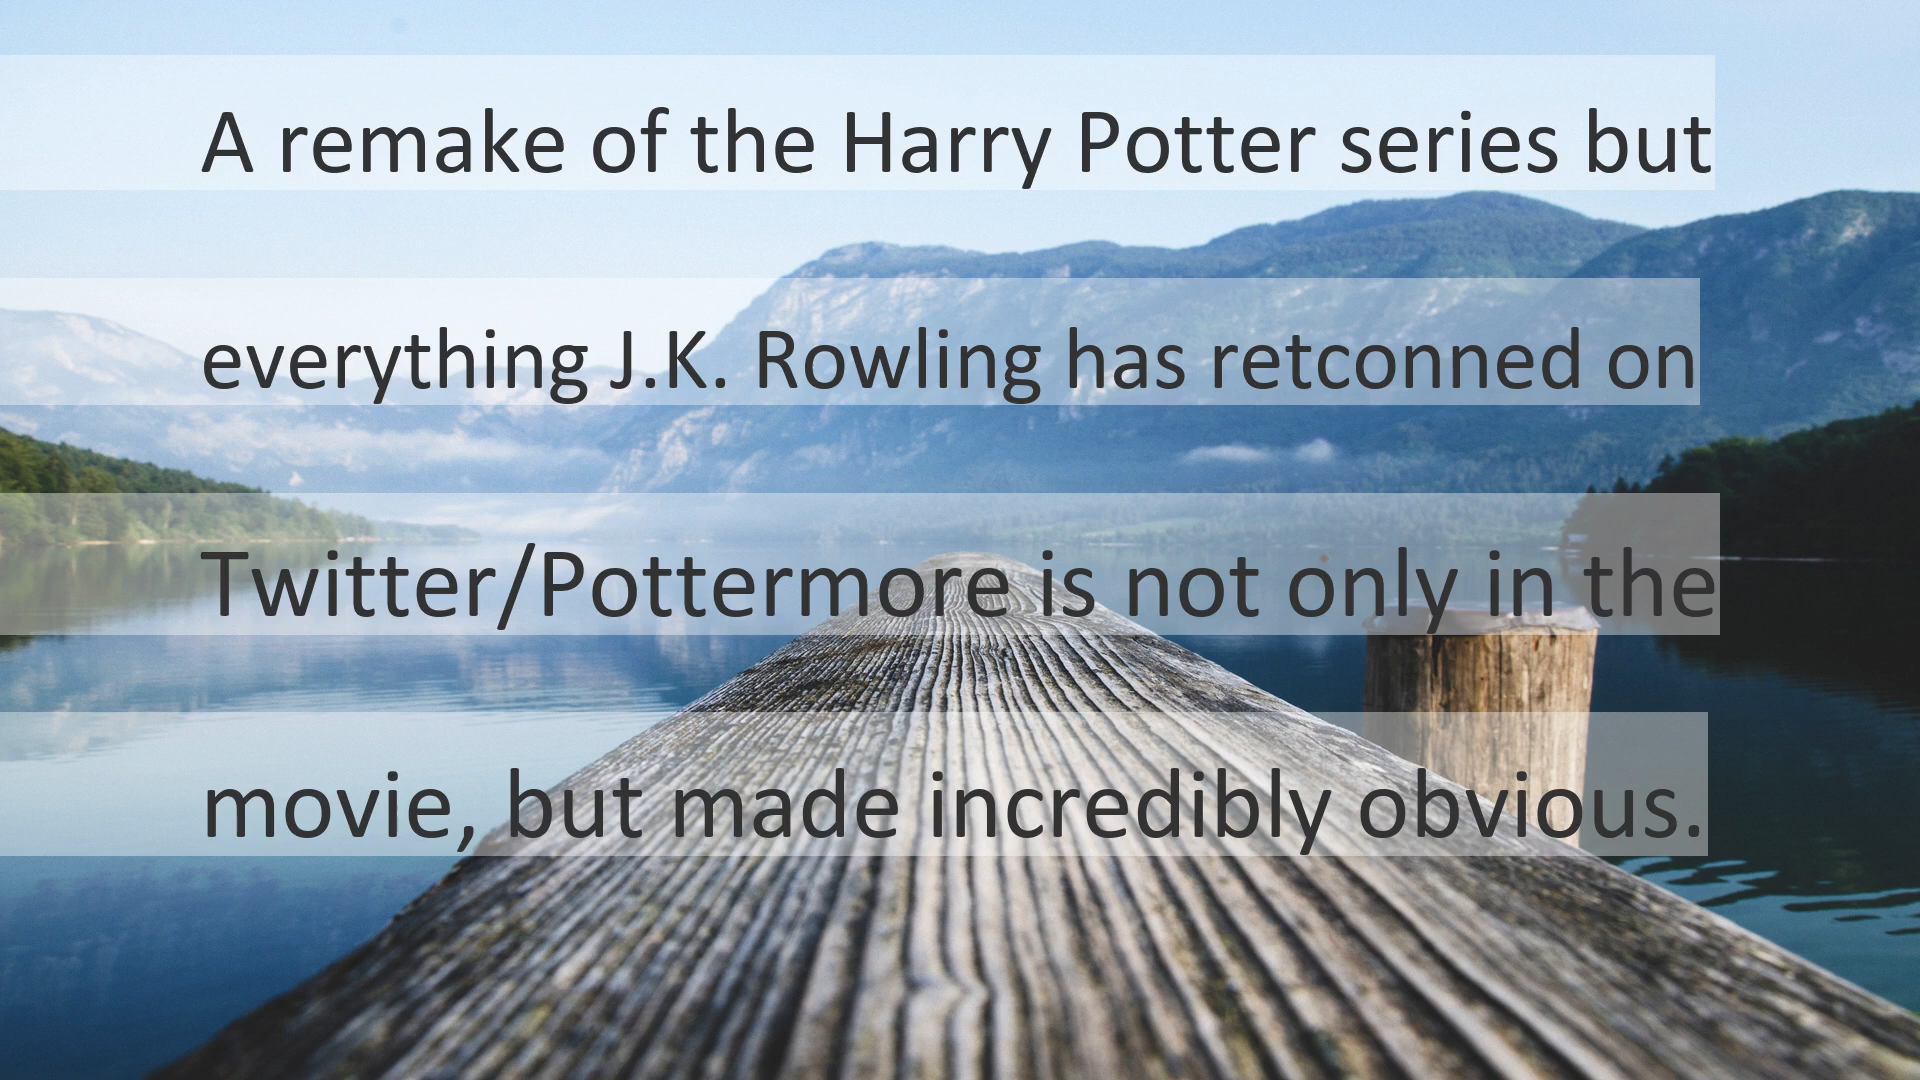 A remake of the Harry Potter series but
everything J.K. Rowling has retconned on
Twitter/Pottermore is not only in the
movie, but made incredibly obvious.